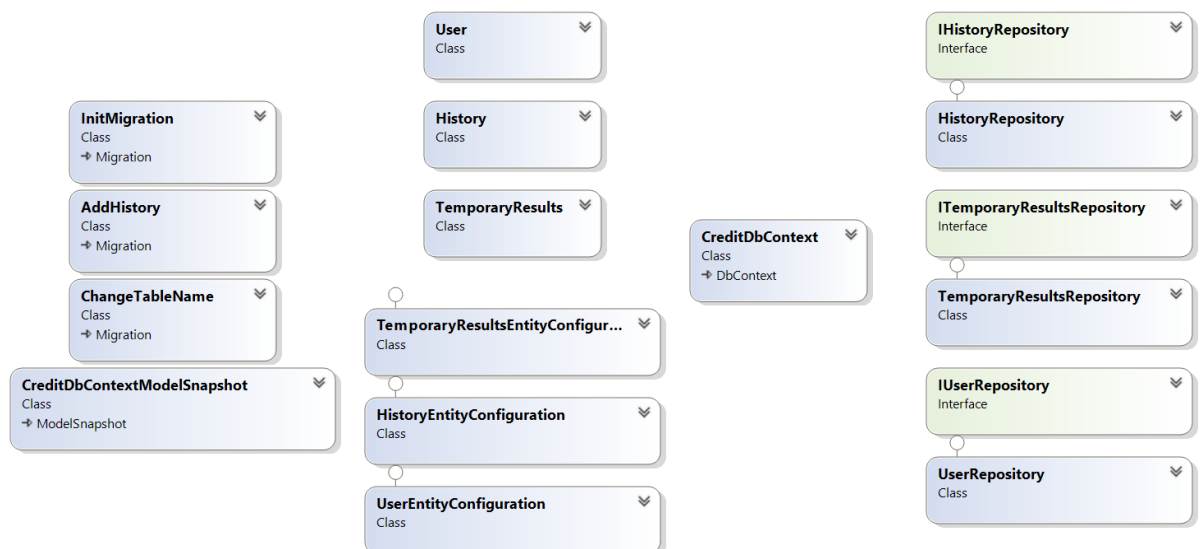 InitMigration
Class
Migration
AddHistory
Class
Migration
ChangeTableName
Class
Migration
CreditDbContextModelSnapshot
Class
ModelSnapshot
User
Class
History
Class
TemporaryResults
Class
TemporaryResultsEntityConfigur...
Class
HistoryEntityConfiguration
Class
UserEntityConfiguration
Class
CreditDbContext
Class
DbContext
IHistoryRepository
Interface
HistoryRepository
Class
ITemporaryResultsRepository
Interface
TemporaryResultsRepository
Class
IUserRepository
Interface
UserRepository
Class